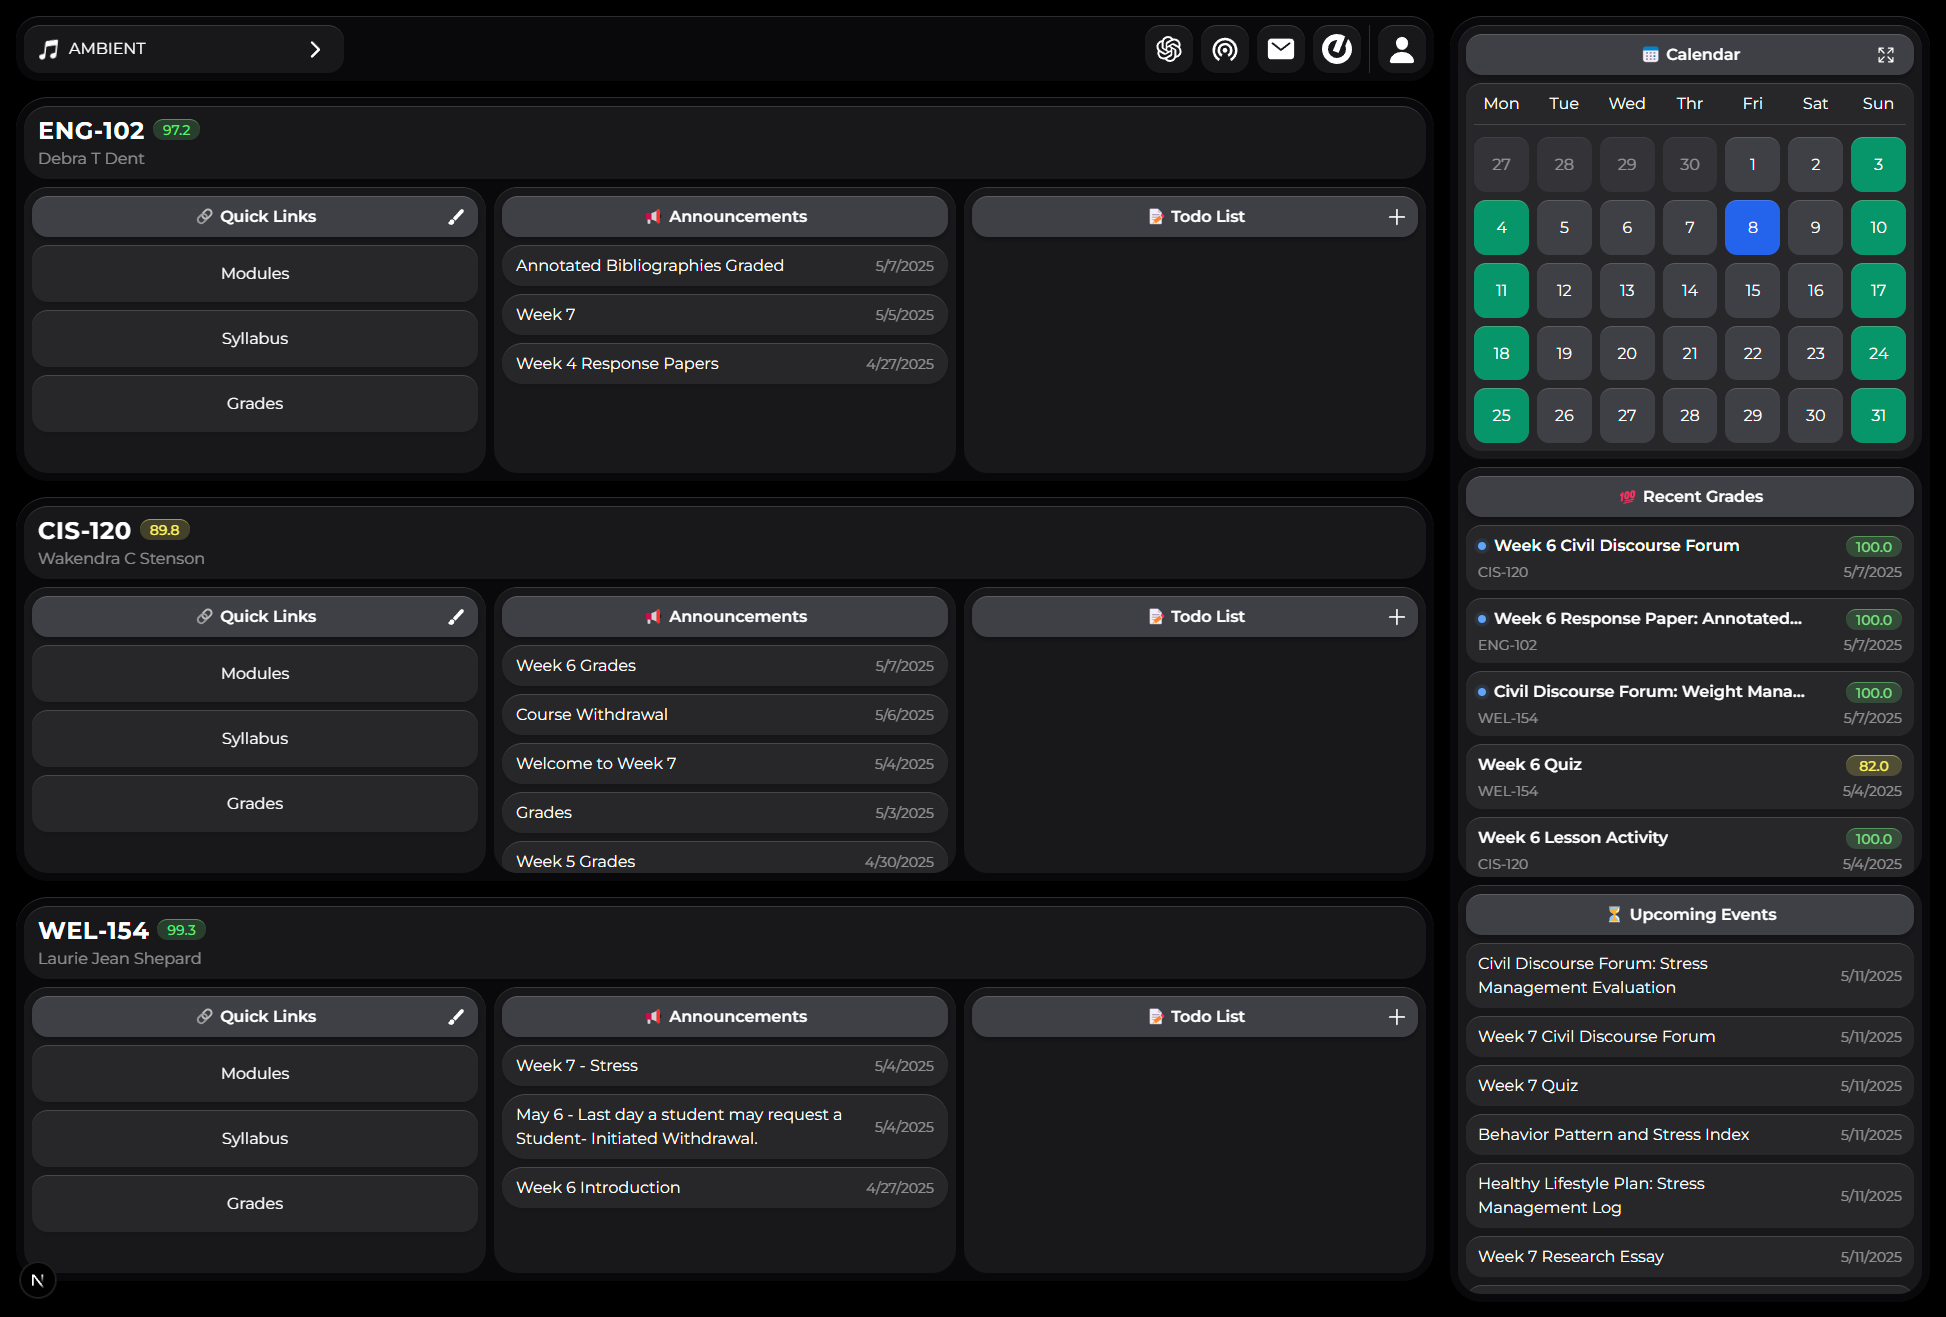 AMBIENT
ENG-102 97.2
Debra T Dent
Quick Links
Modules
Syllabus
Grades
Announcements
Annotated Bibliographies Graded 5/7/2025
Week 7 5/5/2025
Week 4 Response Papers 4/27/2025
Todo List
CIS-120 89.8
Wakendra C Stenson
Quick Links
Modules
Syllabus
Grades
Announcements
Week 6 Grades 5/7/2025
Course Withdrawal 5/6/2025
Welcome to Week 7 5/4/2025
Grades 5/3/2025
Week 5 Grades 4/30/2025
Todo List
WEL-154 99.3
Laurie Jean Shepard
Quick Links
Modules
Syllabus
Grades
Announcements
Week 7 - Stress 5/4/2025
May 6 - Last day a student may request a
Student- Initiated Withdrawal. 5/4/2025
Week 6 Introduction 4/27/2025
Todo List
N
Calendar
Mon Tue Wed Thr Fri Sat Sun
27 28 29 30 1 2 3
4 5 6 7 8 9 10
11 12 13 14 15 16 17
18 19 20 21 22 23 24
25 26 27 28 29 30 31
100 Recent Grades
Week 6 Civil Discourse Forum 100.0
CIS-120 5/7/2025
Week 6 Response Paper: Annotated... 100.0
ENG-102 5/7/2025
Civil Discourse Forum: Weight Mana... 100.0
WEL-154 5/7/2025
Week 6 Quiz 82.0
WEL-154 5/4/2025
Week 6 Lesson Activity 100.0
CIS-120 5/4/2025
Upcoming Events
Civil Discourse Forum: Stress
Management Evaluation 5/11/2025
Week 7 Civil Discourse Forum 5/11/2025
Week 7 Quiz 5/11/2025
Behavior Pattern and Stress Index 5/11/2025
Healthy Lifestyle Plan: Stress
Management Log 5/11/2025
Week 7 Research Essay 5/11/2025